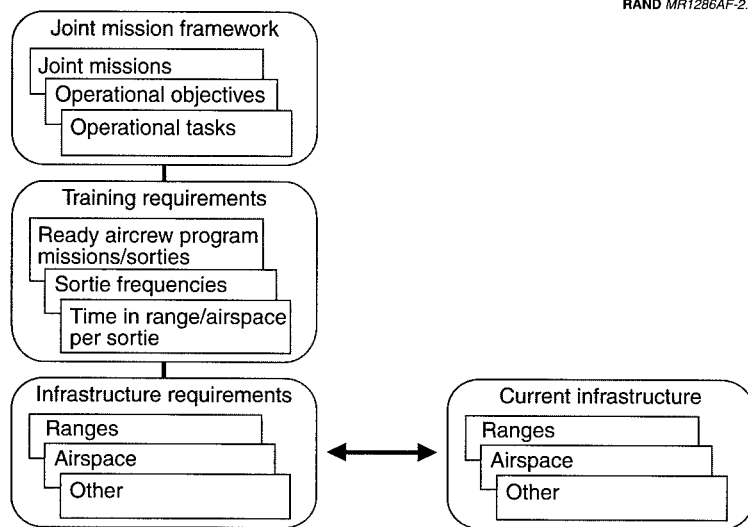 RAND MR1286AF-2.
Joint mission framework
Joint missions
Operational objectives
Operational tasks
Training requirements
Ready aircrew program
missions/sorties
Sortie frequencies
Time in range/airspace
per sortie
Infrastructure requirements
Ranges
Airspace
Other
Current infrastructure
Ranges
Airspace
Other